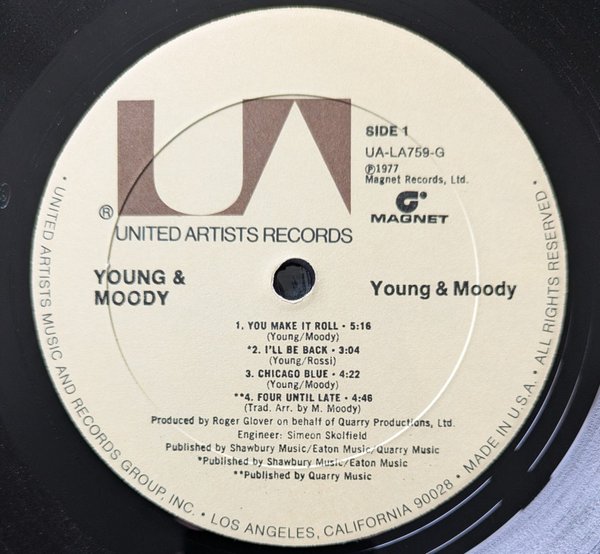 UA
®
UNITED ARTISTS RECORDS
SIDE 1
UA-LA759-G
℗1977
Magnet Records, Ltd.
MAGNET
YOUNG &
MOODY
Young & Moody
1. YOU MAKE IT ROLL • 5:16
(Young/Moody)
*2. I'LL BE BACK • 3:04
(Young/Rossi)
3. CHICAGO BLUE • 4:22
(Young/Moody)
**4. FOUR UNTIL LATE • 4:46
(Trad. Arr. by M. Moody)
Produced by Roger Glover on behalf of Quarry Productions, Ltd.
Engineer: Simeon Skolfield
Published by Shawbury Music/Eaton Music/Quarry Music
*Published by Shawbury Music/Eaton Music
**Published by Quarry Music
• UNITED ARTISTS MUSIC AND RECORDS GROUP, INC. • LOS ANGELES, CALIFORNIA 90028 • MADE IN U.S.A. • ALL RIGHTS RESERVED •